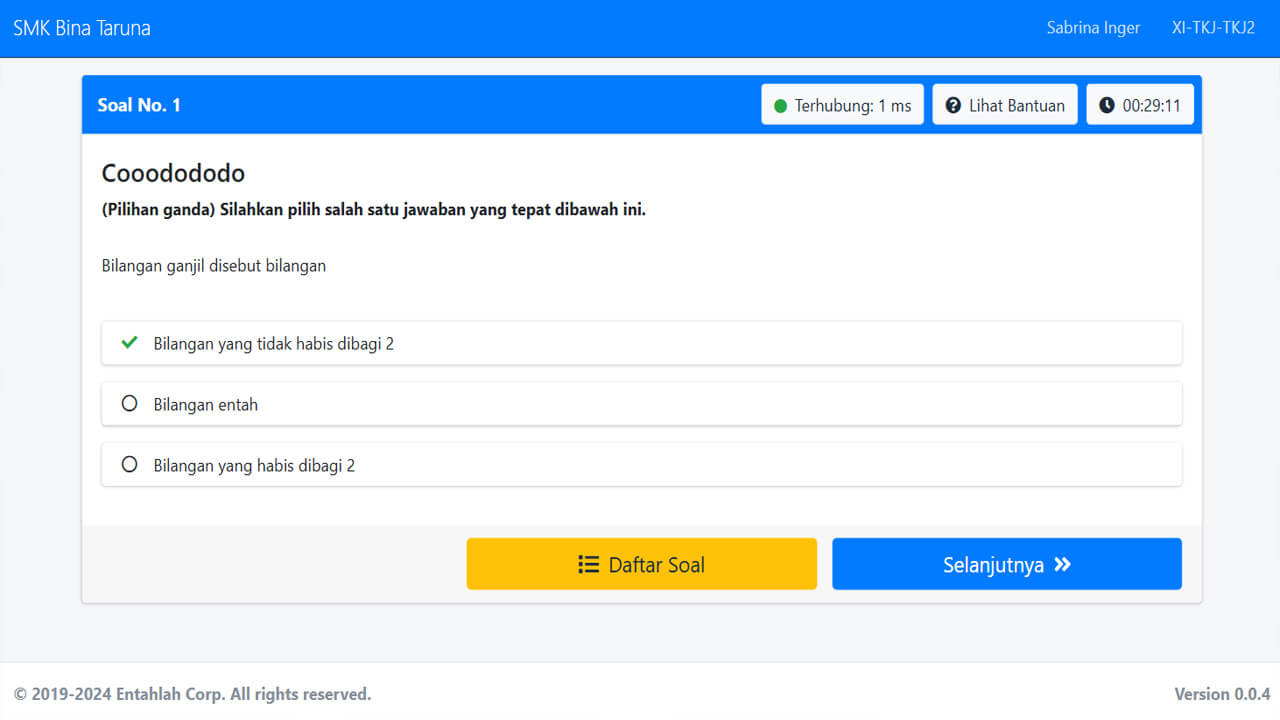 SMK Bina Taruna
Sabrina Inger
XI-TKJ-TKJ2
Soal No. 1
Terhubung: 1 ms
Lihat Bantuan
00:29:11
Cooodododo
(Pilihan ganda) Silahkan pilih salah satu jawaban yang tepat dibawah ini.
Bilangan ganjil disebut bilangan
Bilangan yang tidak habis dibagi 2
Bilangan entah
Bilangan yang habis dibagi 2
Daftar Soal
Selanjutnya
© 2019-2024 Entahlah Corp. All rights reserved.
Version 0.0.4